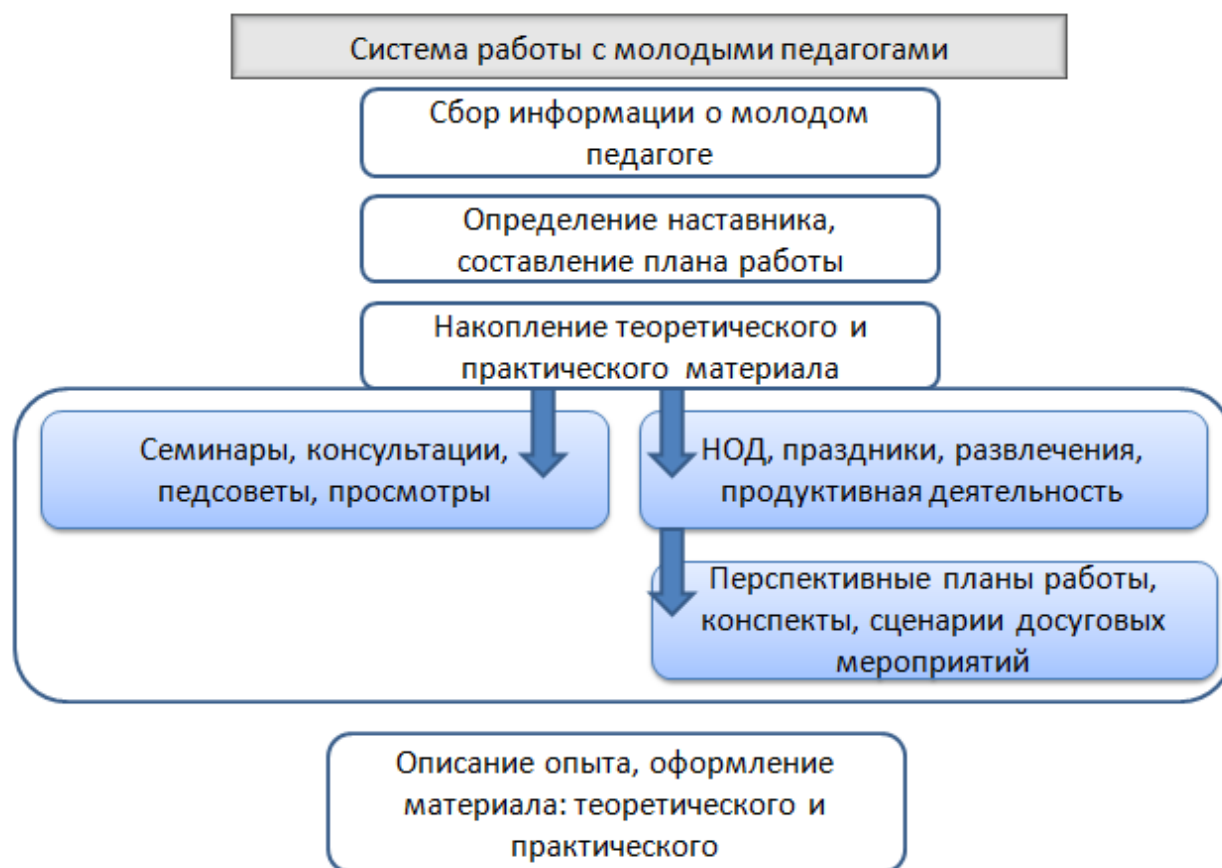 Система работы с молодыми педагогами
Сбор информации о молодом
педагоге
Определение наставника,
составление плана работы
Накопление теоретического и
практического материала
Семинары, консультации,
педсоветы, просмотры
НОД, праздники, развлечения,
продуктивная деятельность
Перспективные планы работы,
конспекты, сценарии досуговых
мероприятий
Описание опыта, оформление
материала: теоретического и
практического